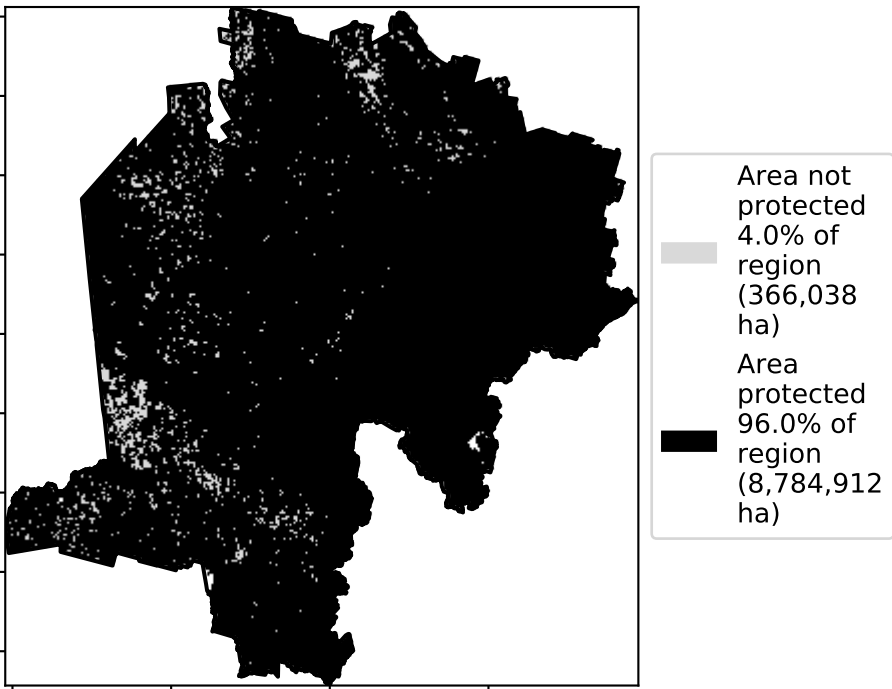 Area not
protected
4.0% of
region
(366,038
ha)
Area
protected
96.0% of
region
(8,784,912
ha)